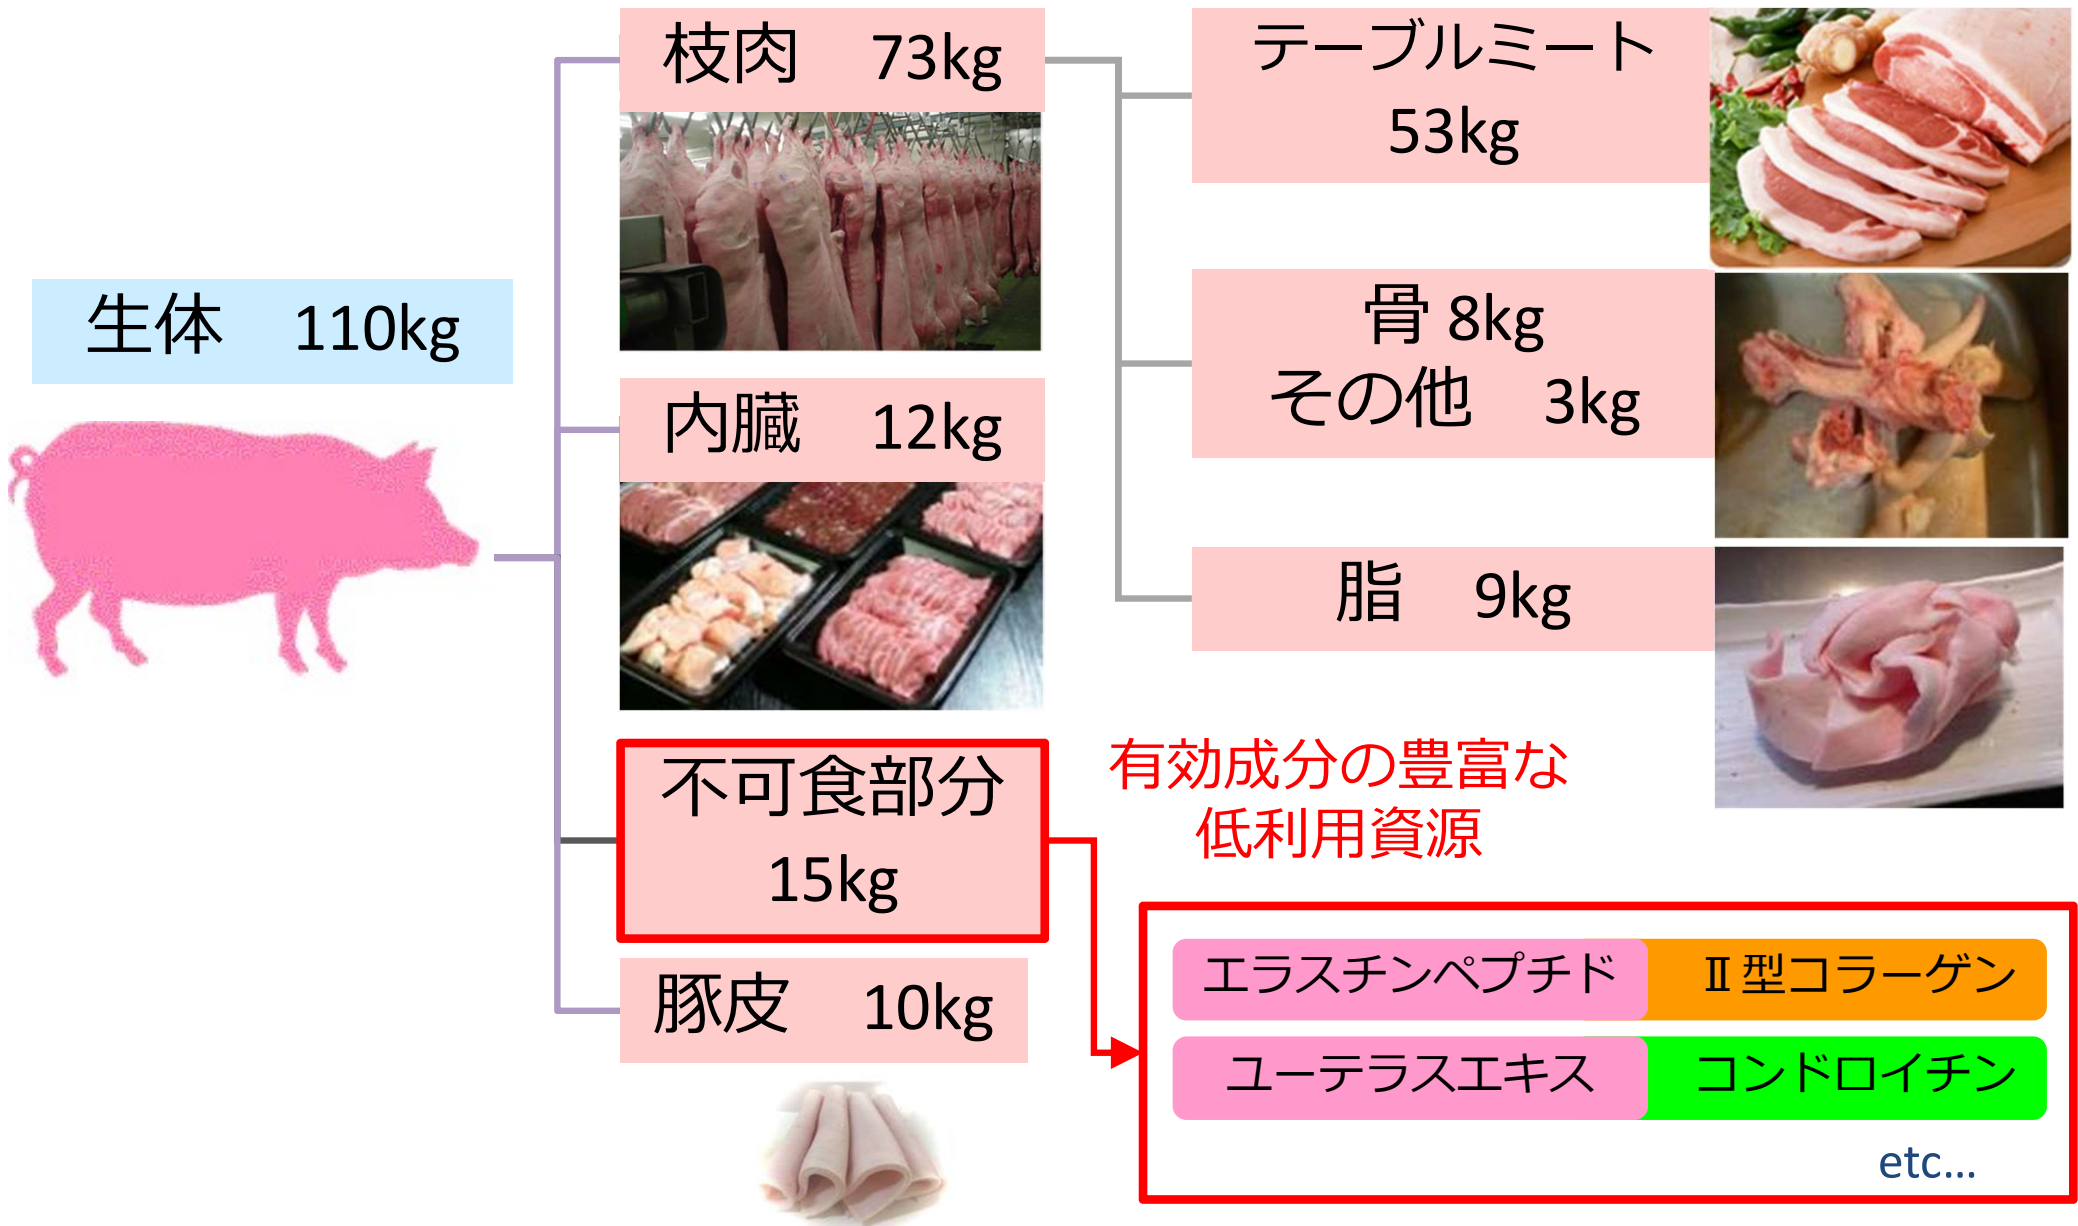 生体　110kg
枝肉　73kg
内臓　12kg
不可食部分
15kg
豚皮　10kg
テーブルミート
53kg
骨 8kg
その他　3kg
脂　9kg
有効成分の豊富な
低利用資源
エラスチンペプチド
Ⅱ型コラーゲン
ユーテラスエキス
コンドロイチン
etc...